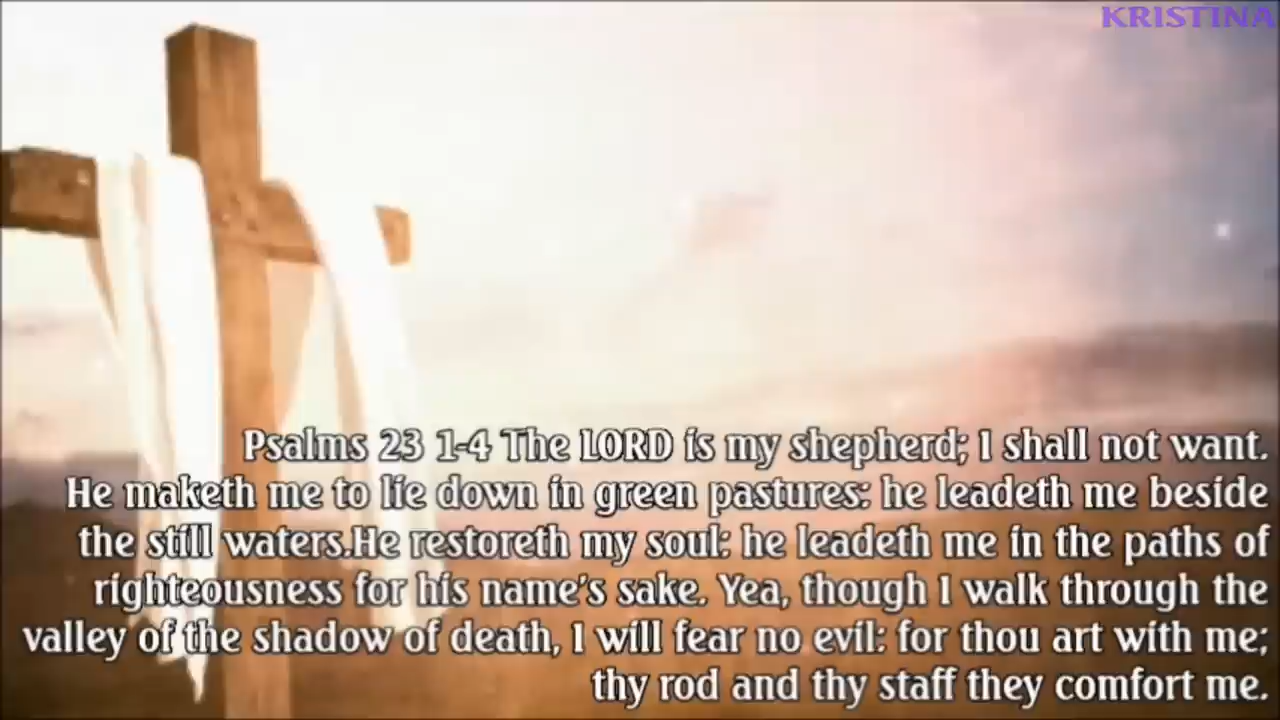 KRISTINA
Psalms 23 1-4 The LORD is my shepherd; I shall not want.
He maketh me to lie down in green pastures: he leadeth me beside
the still waters.He restoreth my soul: he leadeth me in the paths of
righteousness for his name's sake. Yea, though I walk through the
valley of the shadow of death, I will fear no evil: for thou art with me;
thy rod and thy staff they comfort me.